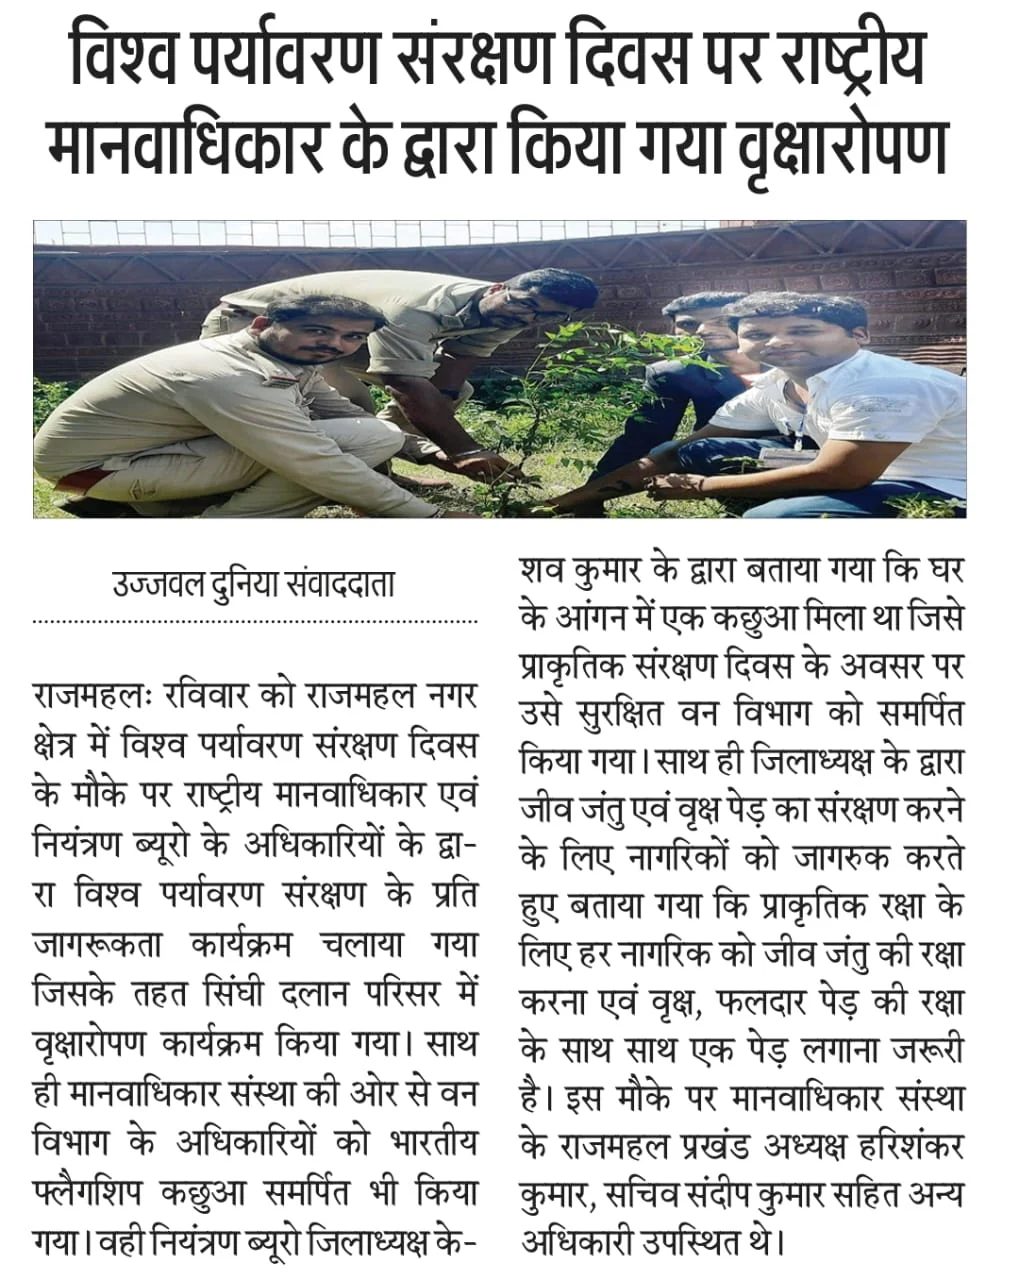 विश्व पर्यावरण संरक्षण दिवस पर राष्ट्रीय
मानवाधिकार के द्वारा किया गया वृक्षारोपण
उज्जवल दुनिया संवाददाता
राजमहलः रविवार को राजमहल नगर
क्षेत्र में विश्व पर्यावरण संरक्षण दिवस
के मौके पर राष्ट्रीय मानवाधिकार एवं
नियंत्रण ब्यूरो के अधिकारियों के द्वा-
रा विश्व पर्यावरण संरक्षण के प्रति
जागरूकता कार्यक्रम चलाया गया
जिसके तहत सिंघी दलान परिसर में
वृक्षारोपण कार्यक्रम किया गया। साथ
ही मानवाधिकार संस्था की ओर से वन
विभाग के अधिकारियों को भारतीय
फ्लैगशिप कछुआ समर्पित भी किया
गया। वही नियंत्रण ब्यूरो जिलाध्यक्ष के-
शव कुमार के द्वारा बताया गया कि घर
के आंगन में एक कछुआ मिला था जिसे
प्राकृतिक संरक्षण दिवस के अवसर पर
उसे सुरक्षित वन विभाग को समर्पित
किया गया। साथ ही जिलाध्यक्ष के द्वारा
जीव जंतु एवं वृक्ष पेड़ का संरक्षण करने
के लिए नागरिकों को जागरुक करते
हुए बताया गया कि प्राकृतिक रक्षा के
लिए हर नागरिक को जीव जंतु की रक्षा
करना एवं वृक्ष, फलदार पेड़ की रक्षा
के साथ साथ एक पेड़ लगाना जरूरी
है। इस मौके पर मानवाधिकार संस्था
के राजमहल प्रखंड अध्यक्ष हरिशंकर
कुमार, सचिव संदीप कुमार सहित अन्य
अधिकारी उपस्थित थे।